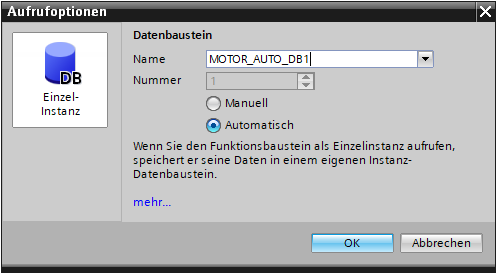 Aufrufoptionen
Datenbaustein
Name MOTOR_AUTO_DB1
Nummer 1
DB
Einzel-
Instanz
Manuell
Automatisch
Wenn Sie den Funktionsbaustein als Einzelinstanz aufrufen,
speichert er seine Daten in einem eigenen Instanz-
Datenbaustein.
mehr...
OK Abbrechen